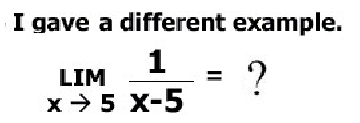 I gave a different example.
LIM 1
x → 5 x-5 = ?